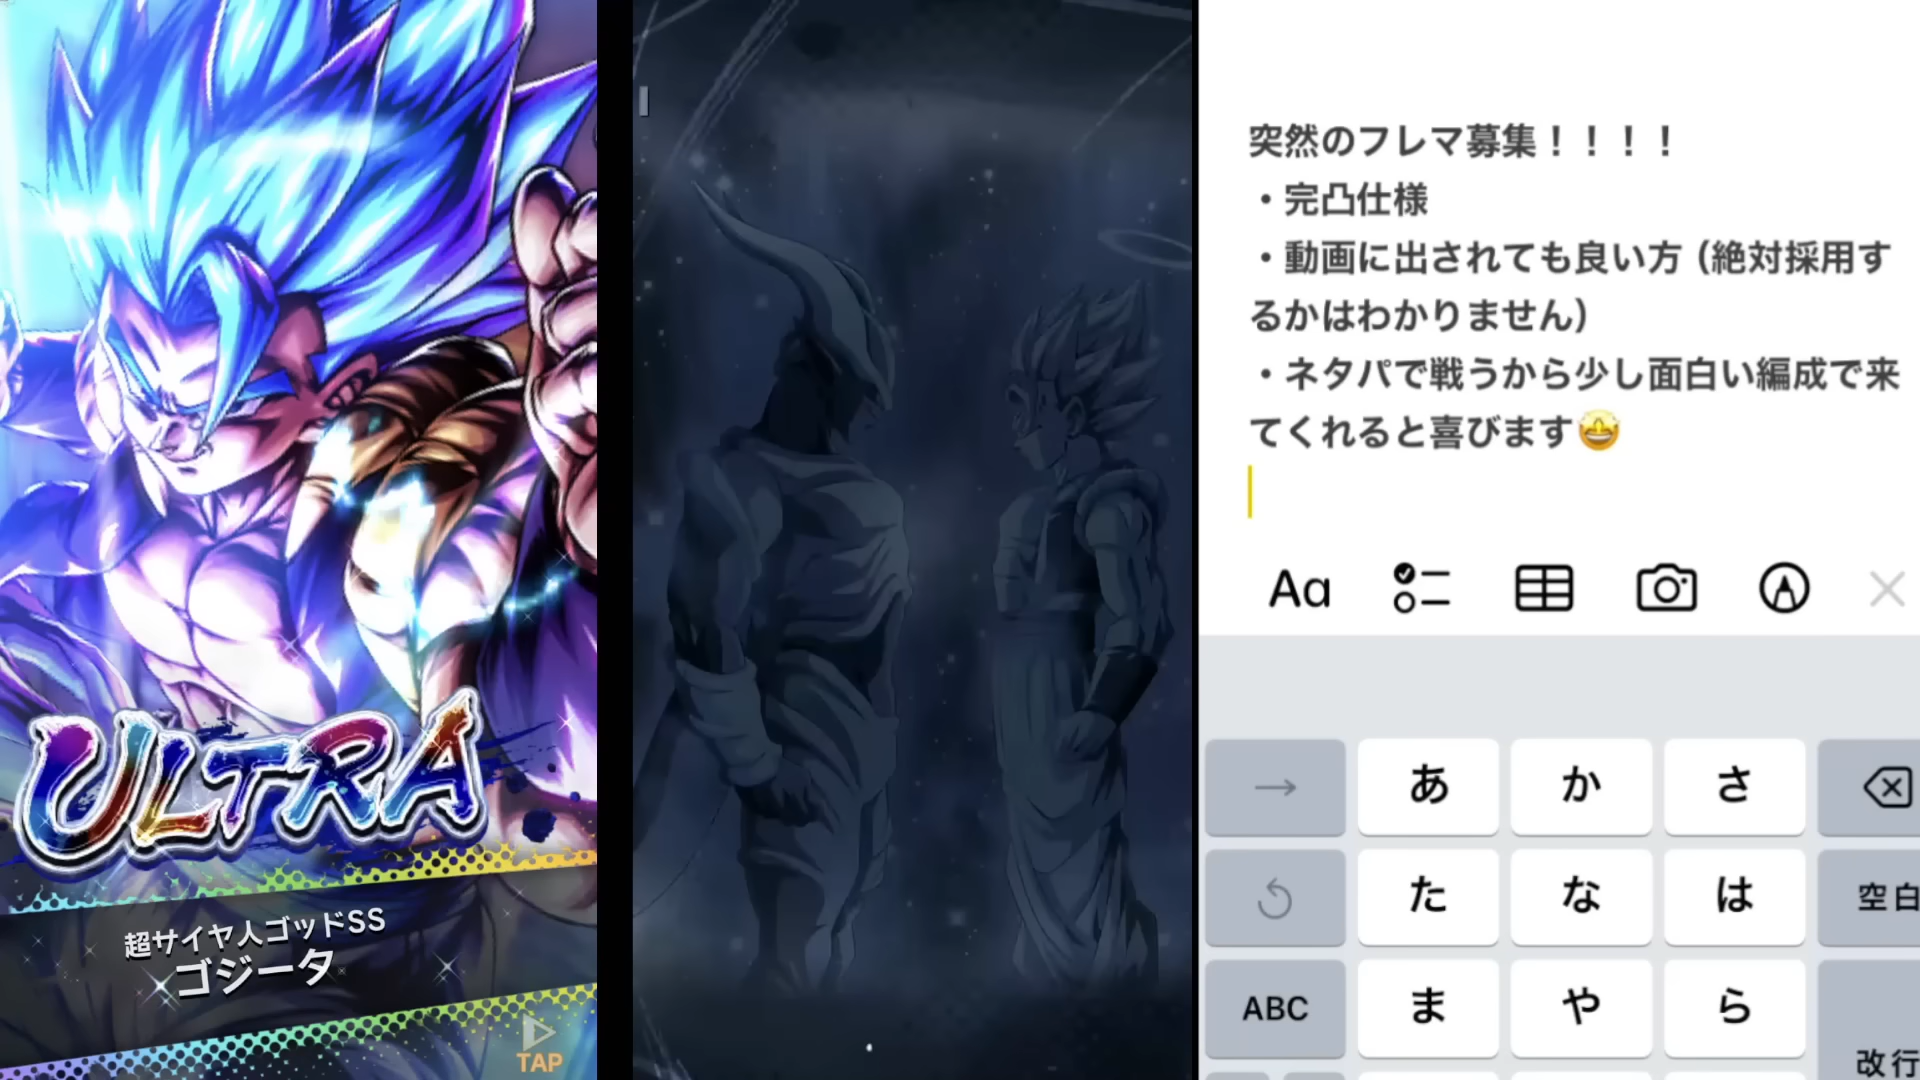 ULTRA
超サイヤ人ゴッドSS
ゴジータ
TAP
突然のフレマ募集！！！！
・完凸仕様
・動画に出されても良い方（絶対採用す
るかはわかりません）
・ネタパで戦うから少し面白い編成で来
てくれると喜びます🤩
Aa
→ あ か さ
た な は 空白
ABC ま や ら
改行